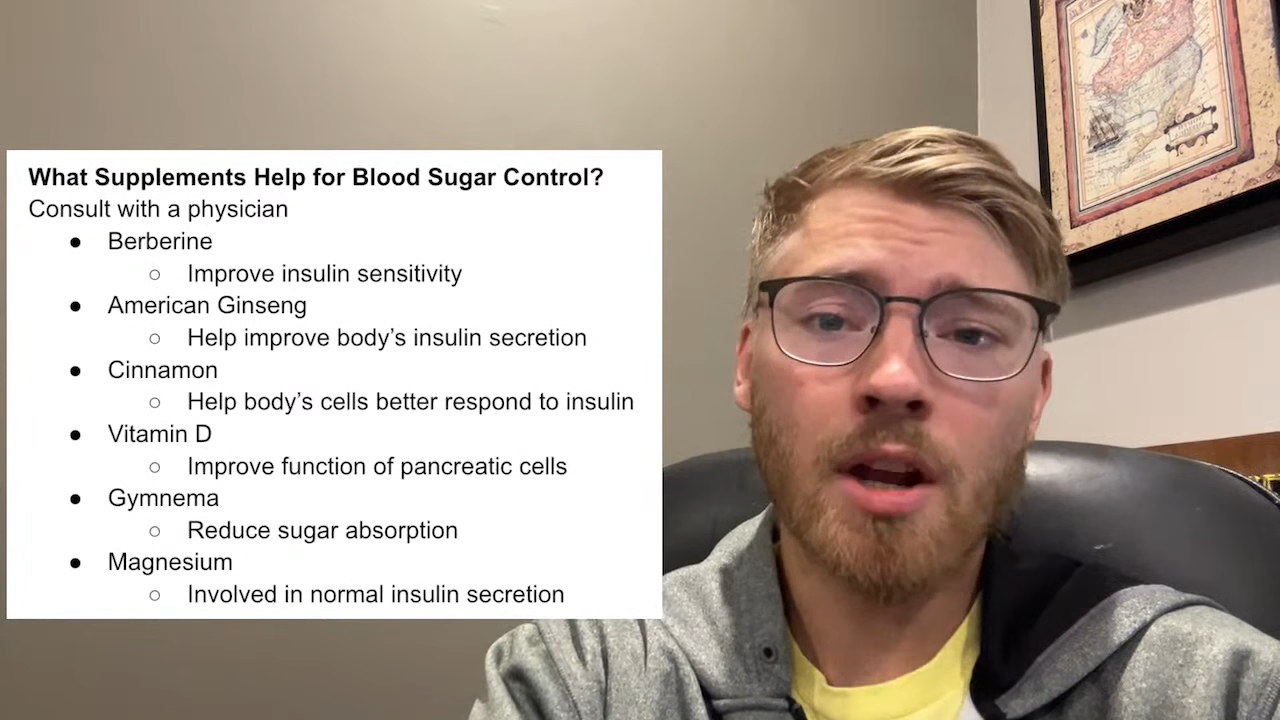 What Supplements Help for Blood Sugar Control?
Consult with a physician
● Berberine
○ Improve insulin sensitivity
● American Ginseng
○ Help improve body’s insulin secretion
● Cinnamon
○ Help body’s cells better respond to insulin
● Vitamin D
○ Improve function of pancreatic cells
● Gymnema
○ Reduce sugar absorption
● Magnesium
○ Involved in normal insulin secretion